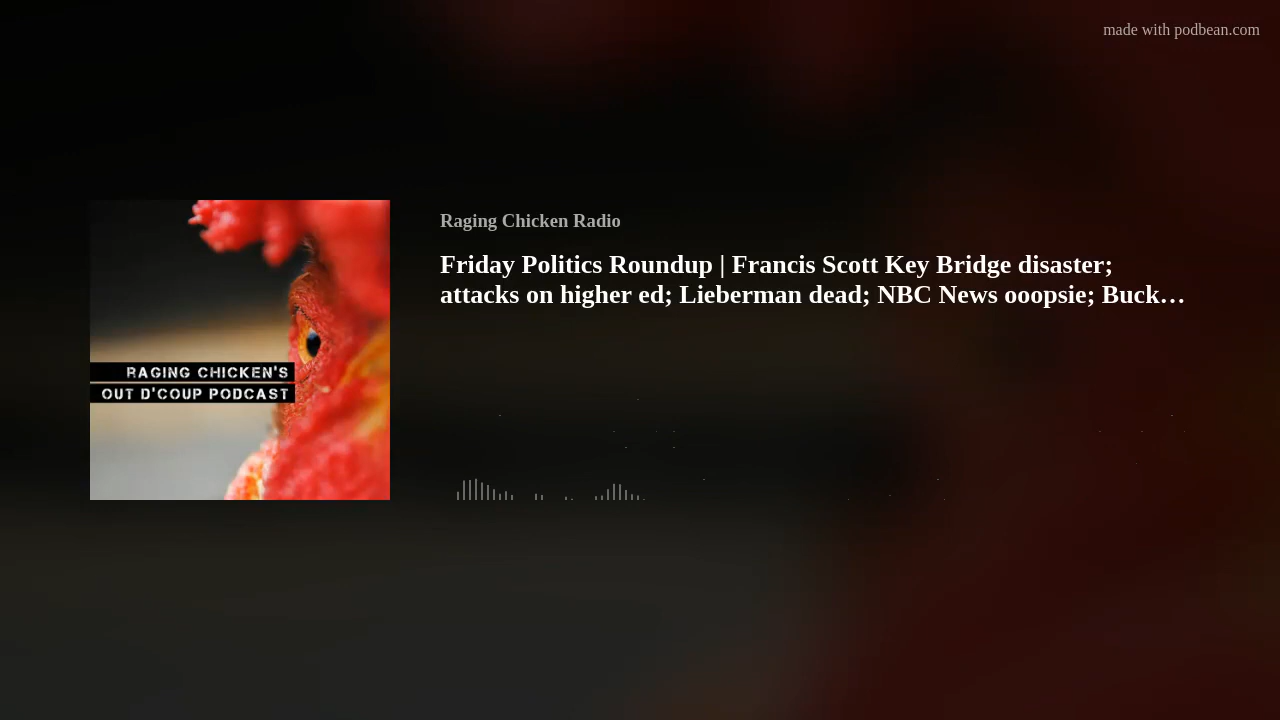 made with podbean.com
Raging Chicken Radio
Friday Politics Roundup | Francis Scott Key Bridge disaster;
attacks on higher ed; Lieberman dead; NBC News ooopsie; Buck…
RAGING CHICKEN'S
OUT D'COUP PODCAST